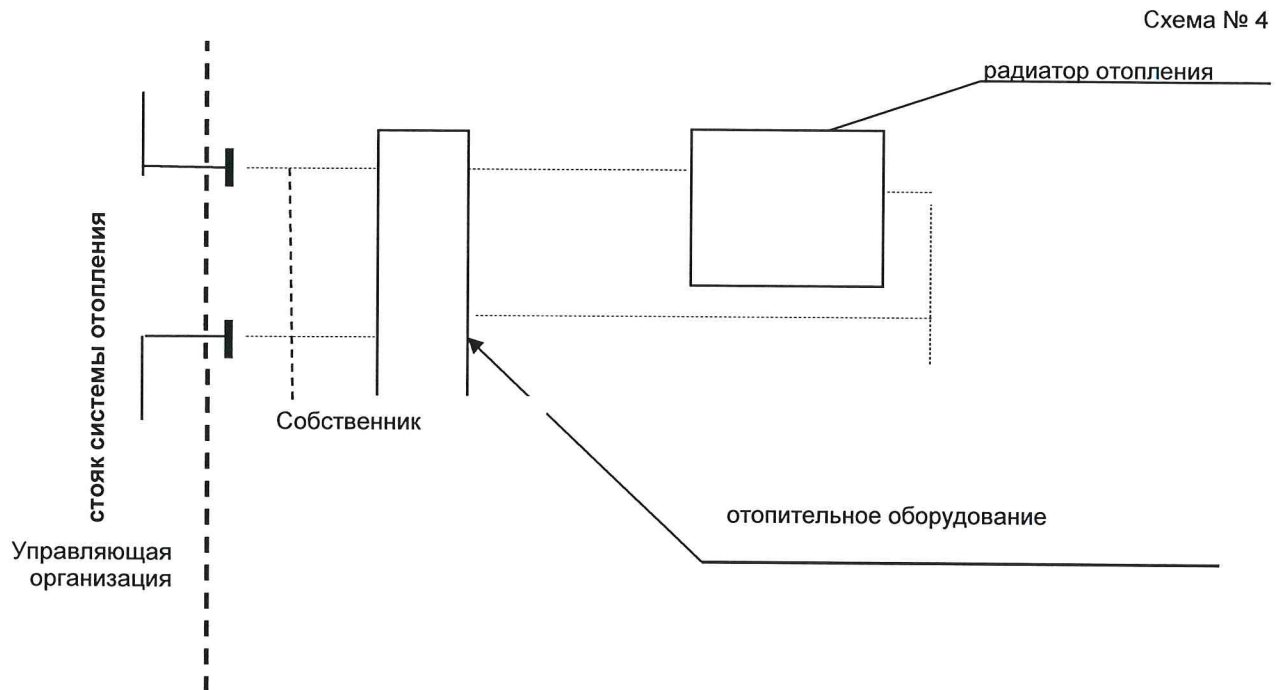 Схема № 4
радиатор отопления
стояк системы отопления
Собственник
отопительное оборудование
Управляющая
организация